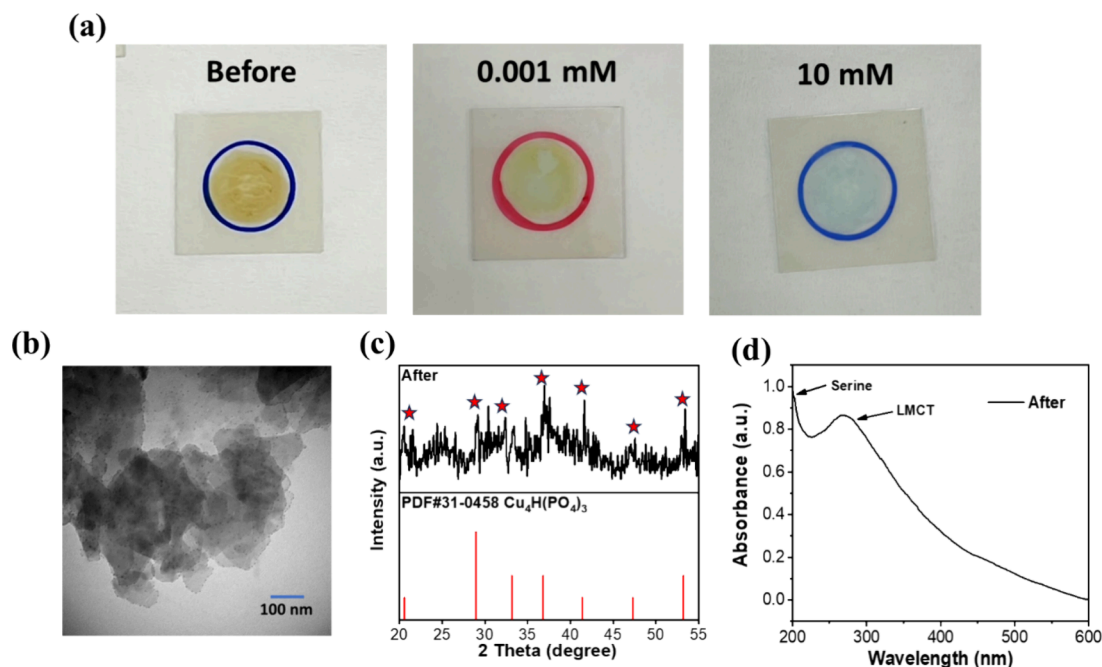 (a)
Before
0.001 mM
10 mM
(b)
100 nm
(c)
After
PDF#31-0458 Cu₄H(PO₄)₃
Intensity (a.u.)
20 25 30 35 40 45 50 55
2 Theta (degree)
(d)
Serine
LMCT
After
Absorbance (a.u.)
1.0
0.8
0.6
0.4
0.2
0.0
200 300 400 500 600
Wavelength (nm)